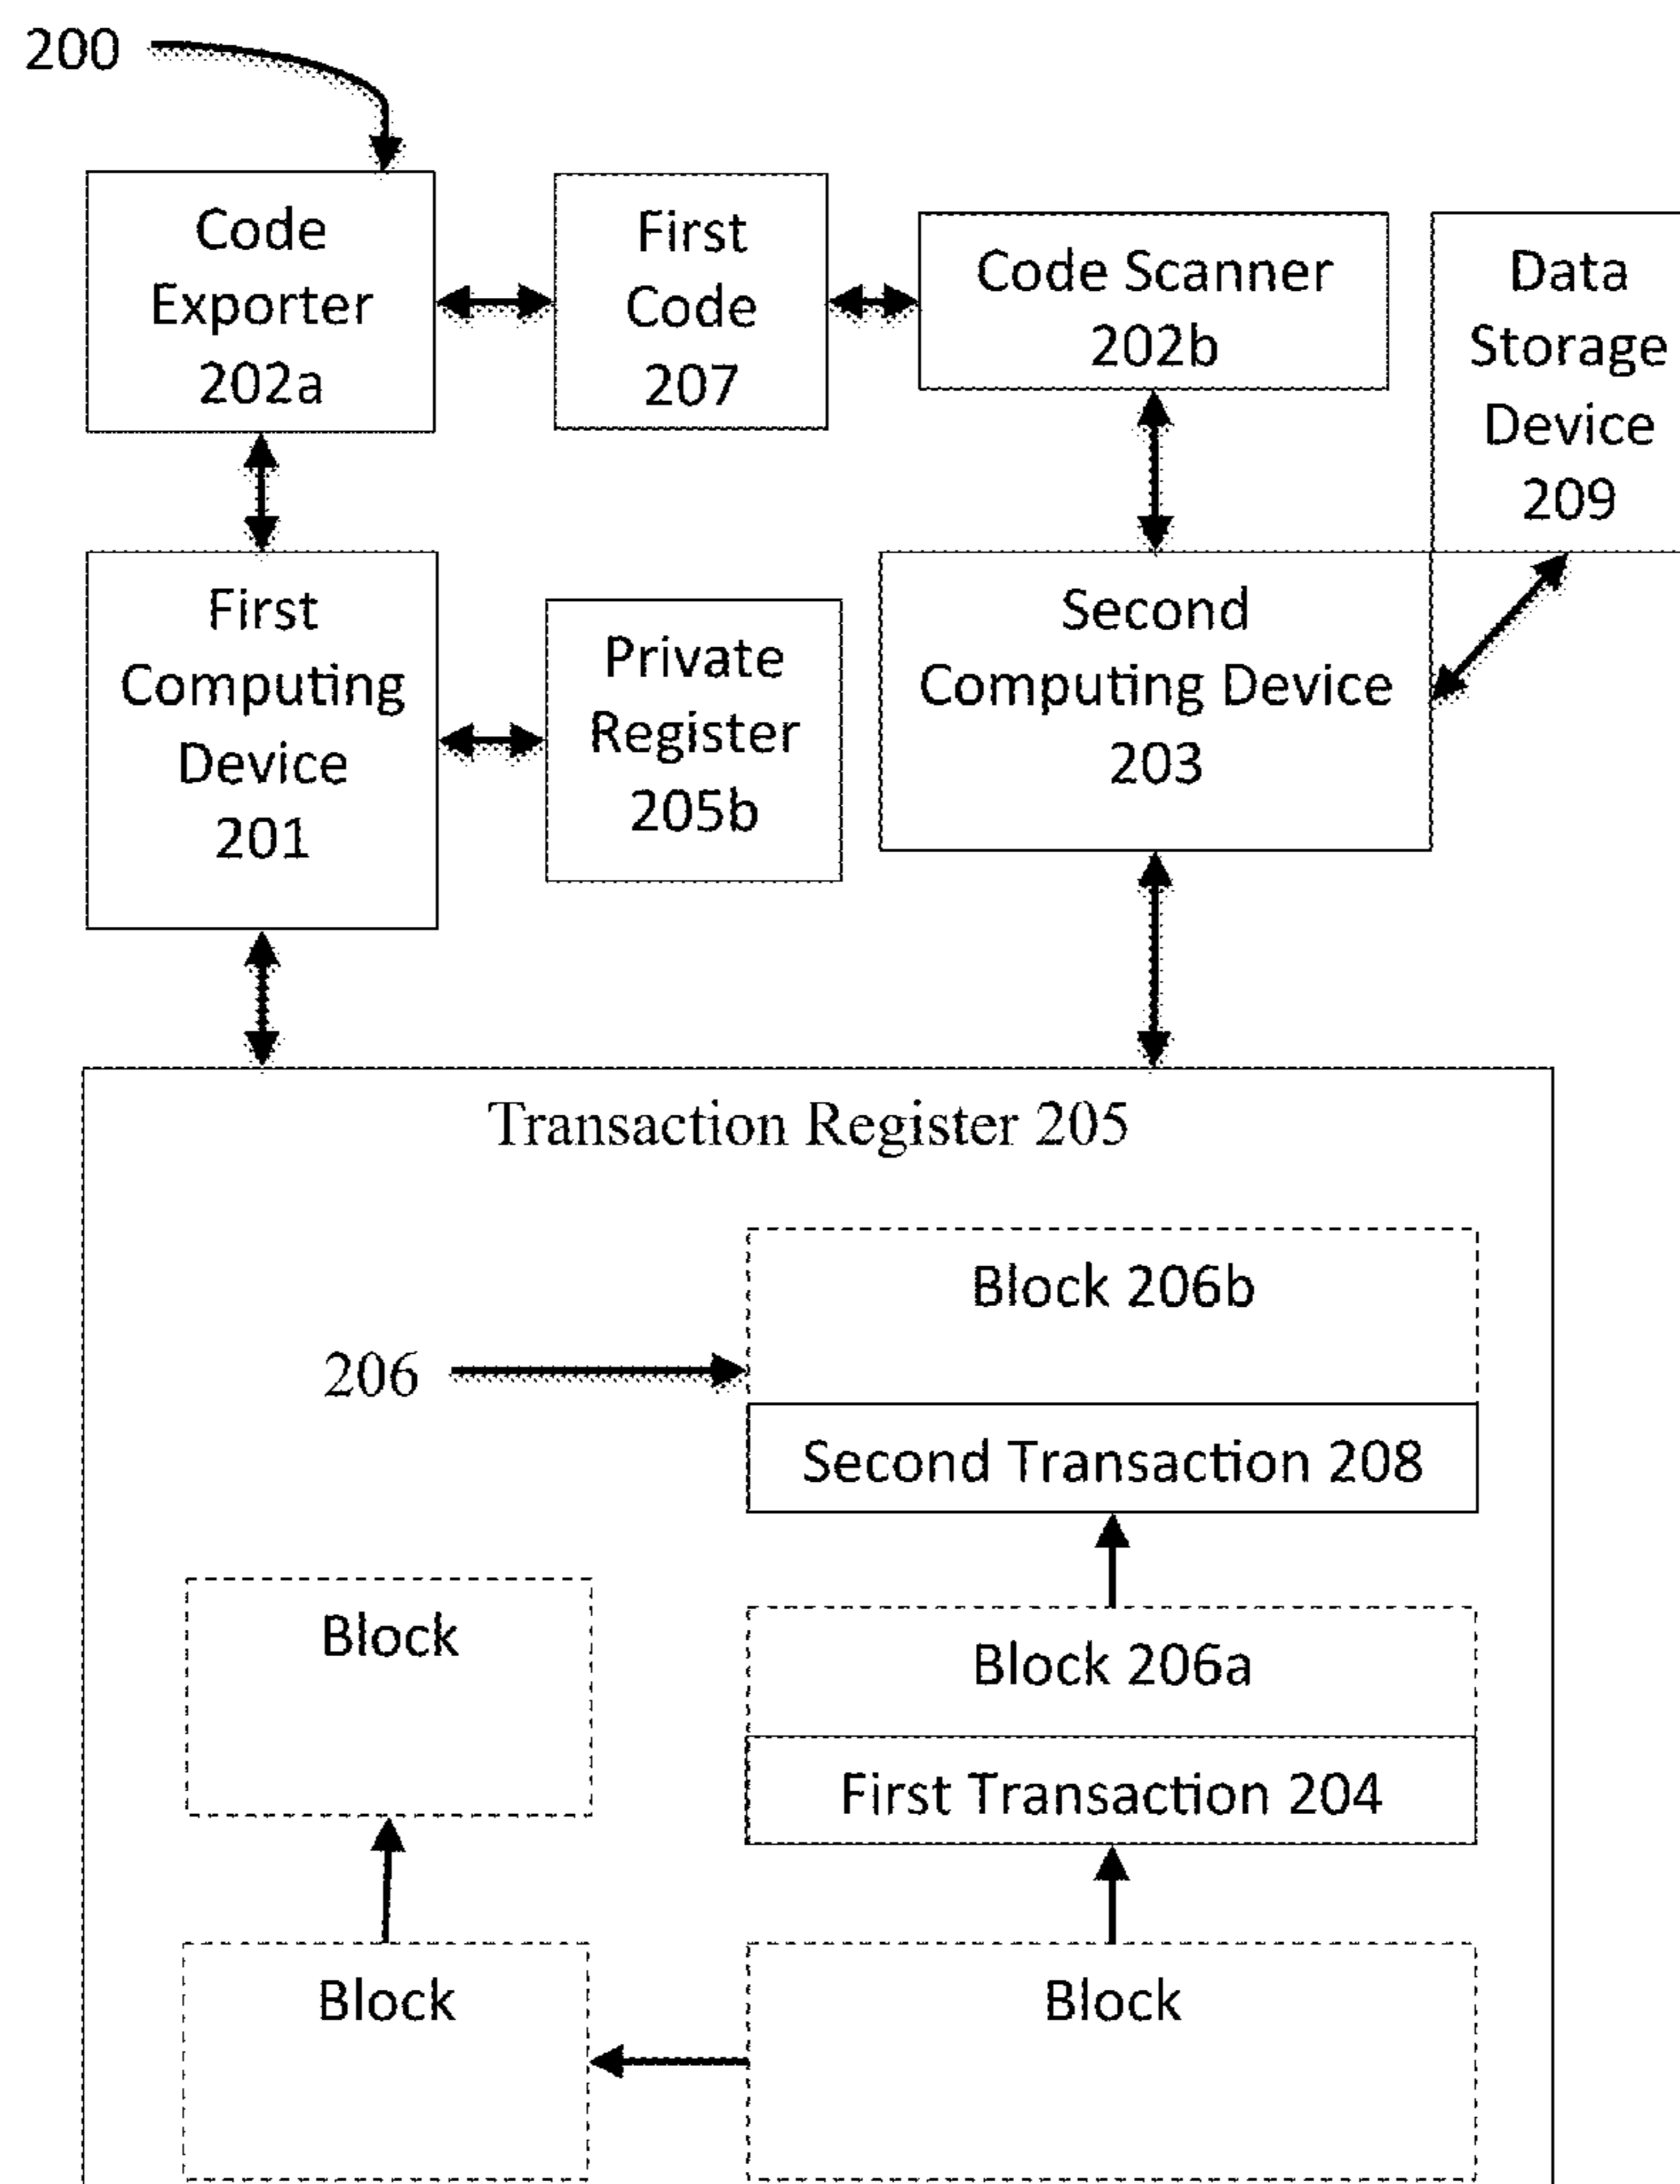 200
Code
Exporter
202a
First
Code
207
Code Scanner
202b
Data
Storage
Device
209
First
Computing
Device
201
Private
Register
205b
Second
Computing Device
203
Transaction Register 205
Block 206b
206
Second Transaction 208
Block
Block 206a
First Transaction 204
Block
Block